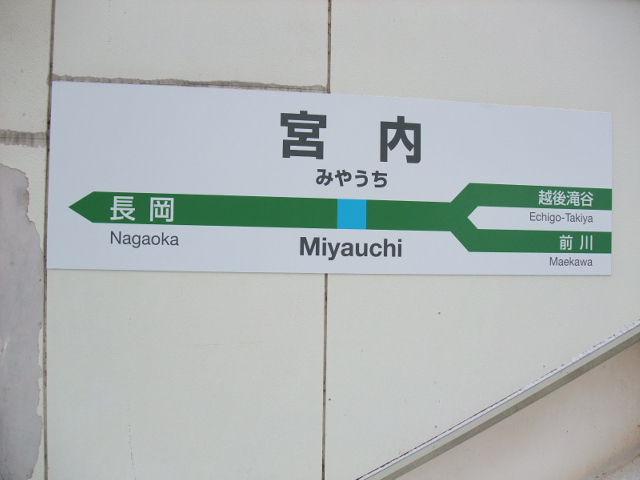 宮内
みやうち
長岡
Nagaoka
Miyauchi
越後滝谷
Echigo-Takiya
前川
Maekawa